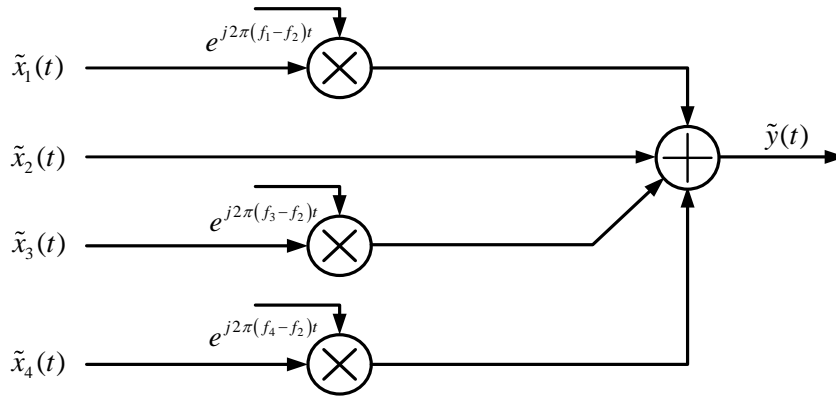 e^{j2π(f_1−f_2)t}
x̃_1(t)
x̃_2(t)
ỹ(t)
e^{j2π(f_3−f_2)t}
x̃_3(t)
e^{j2π(f_4−f_2)t}
x̃_4(t)